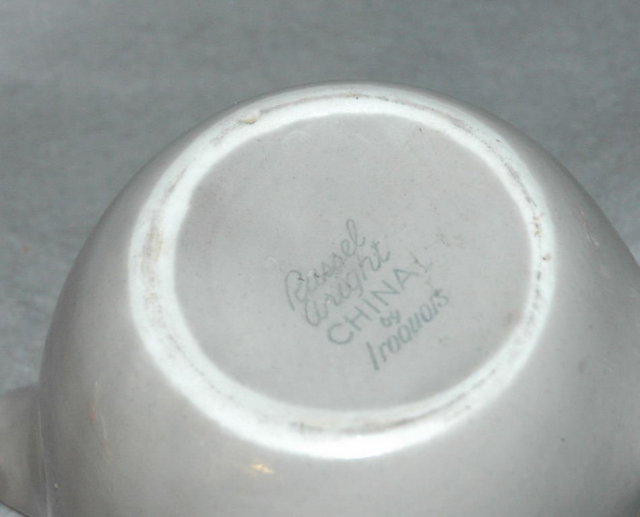 Russel
Wright
CHINA
by
Iroquois